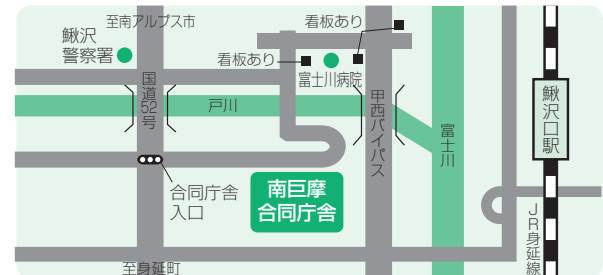 至南アルプス市
看板あり
鰍沢
警察署
看板あり
富士川病院
国道52号
戸川
甲西バイパス
富士川
鰍沢口駅
合同庁舎
入口
南巨摩
合同庁舎
JR身延線
至身延町